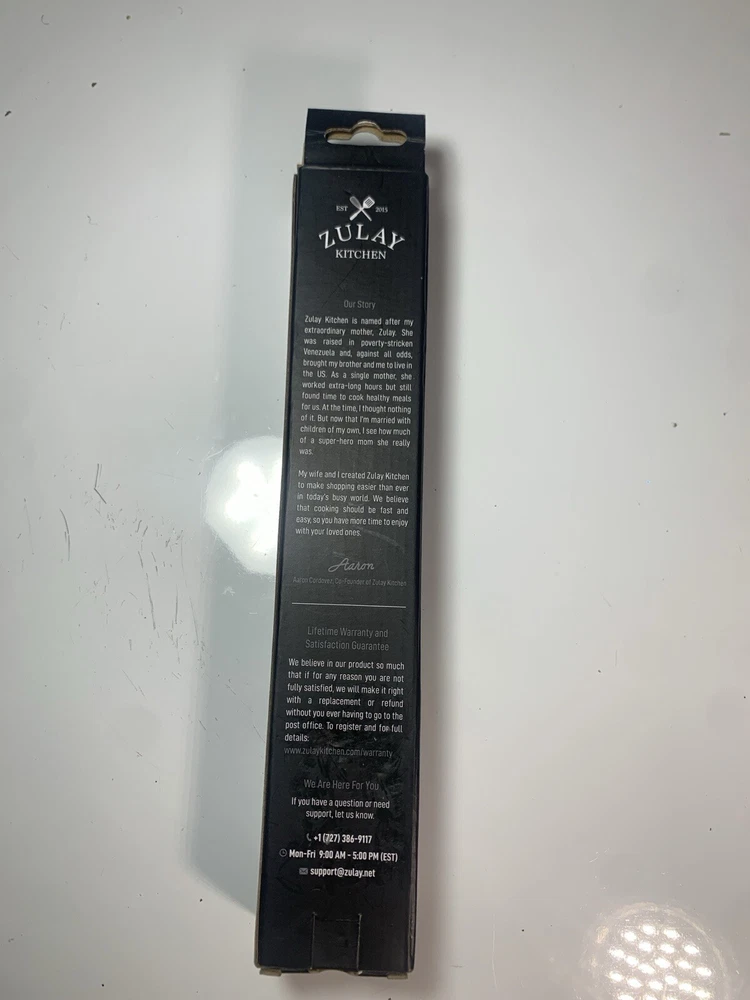 EST 2015
ZULAY
KITCHEN
Our Story
Zulay Kitchen is named after my
extraordinary mother, Zulay. She
was raised in poverty-stricken
Venezuela and, against all odds,
brought my brother and me to live in
the US. As a single mother, she
worked extra-long hours but still
found time to cook healthy meals
for us. At the time, I thought nothing
of it. But now that I'm married with
children of my own, I see how much
of a super-hero mom she really
was.
My wife and I created Zulay Kitchen
to make shopping easier than ever
in today's busy world. We believe
that cooking should be fast and
easy, so you have more time to enjoy
with your loved ones.
Aaron
Aaron Cordovez, Co-Founder of Zulay Kitchen
Lifetime Warranty and
Satisfaction Guarantee
We believe in our product so much
that if for any reason you are not
fully satisfied, we will make it right
with a replacement or refund
without you ever having to go to the
post office. To register and for full
details:
www.zulaykitchen.com/warranty
We Are Here For You
If you have a question or need
support, let us know.
+1 (727) 386-9117
Mon-Fri 9:00 AM - 5:00 PM (EST)
support@zulay.net